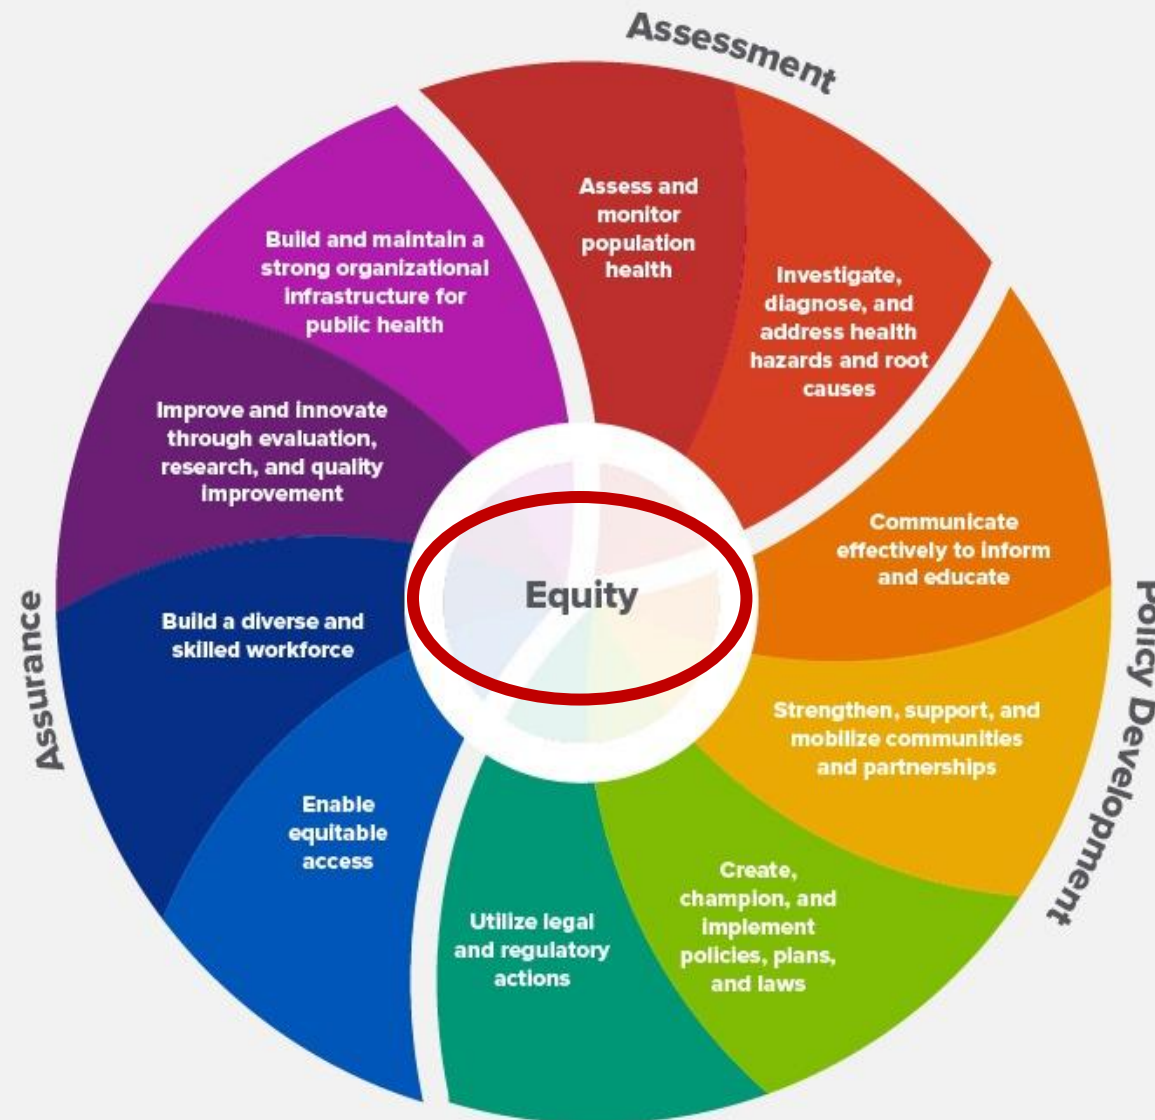 Assessment
Assess and
monitor
population
health
Investigate,
diagnose, and
address health
hazards and root
causes
Policy Development
Communicate
effectively to inform
and educate
Strengthen, support, and
mobilize communities
and partnerships
Create,
champion, and
implement
policies, plans,
and laws
Utilize legal
and regulatory
actions
Assurance
Enable
equitable
access
Build a diverse and
skilled workforce
Improve and innovate
through evaluation,
research, and quality
improvement
Build and maintain a
strong organizational
infrastructure for
public health
Equity